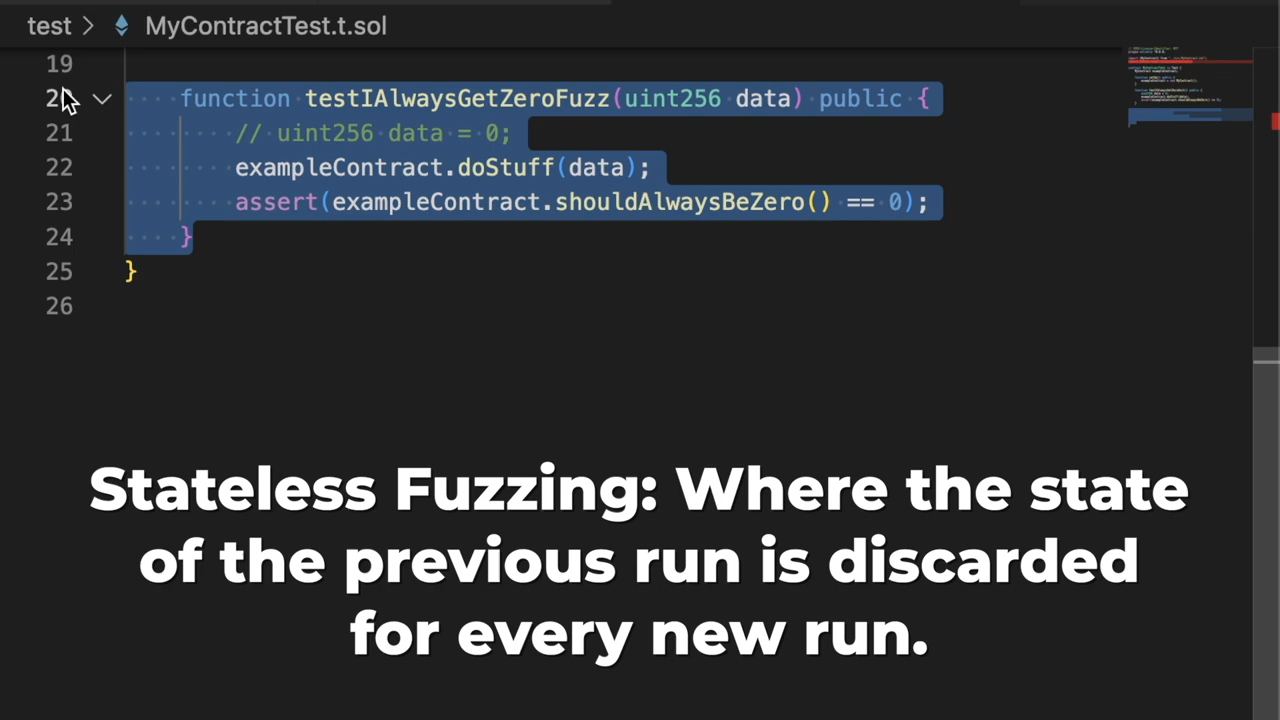 test > MyContractTest.t.sol
19
20 function testIAlwaysGetZeroFuzz(uint256 data) public {
21 // uint256 data = 0;
22 exampleContract.doStuff(data);
23 assert(exampleContract.shouldAlwaysBeZero() == 0);
24 }
25 }
26
Stateless Fuzzing: Where the state
of the previous run is discarded
for every new run.